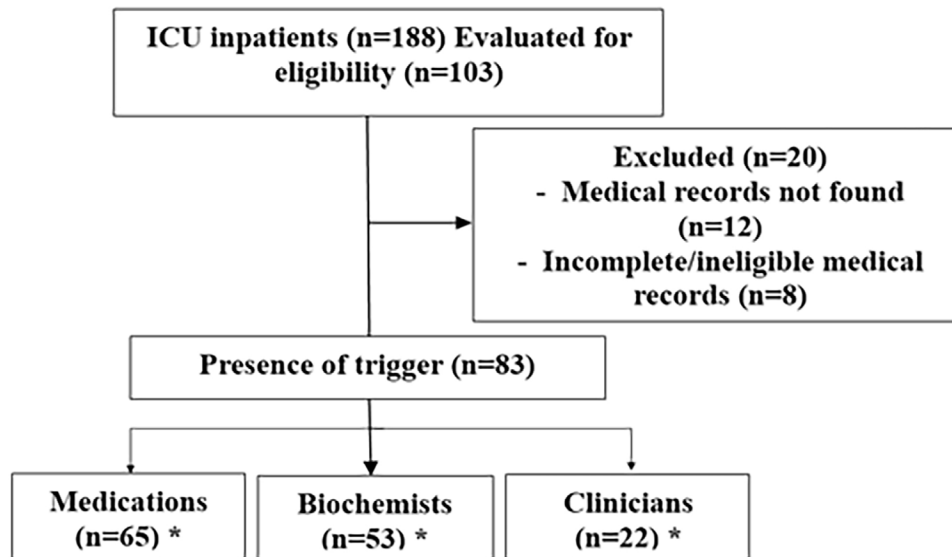 ICU inpatients (n=188) Evaluated for
eligibility (n=103)
Excluded (n=20)
- Medical records not found
(n=12)
- Incomplete/ineligible medical
records (n=8)
Presence of trigger (n=83)
Medications
(n=65) *
Biochemists
(n=53) *
Clinicians
(n=22) *